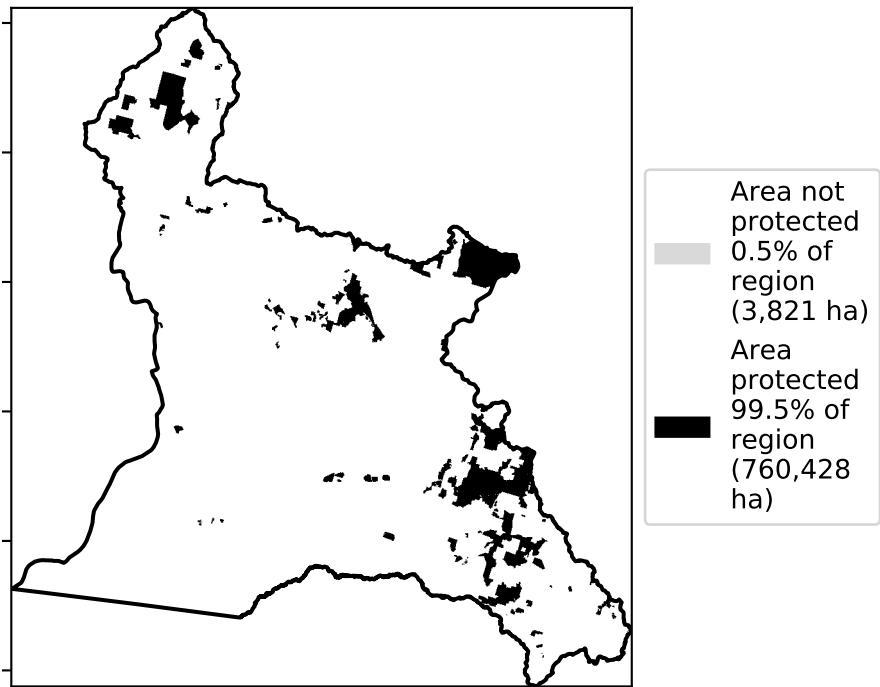 Area not
protected
0.5% of
region
(3,821 ha)
Area
protected
99.5% of
region
(760,428
ha)